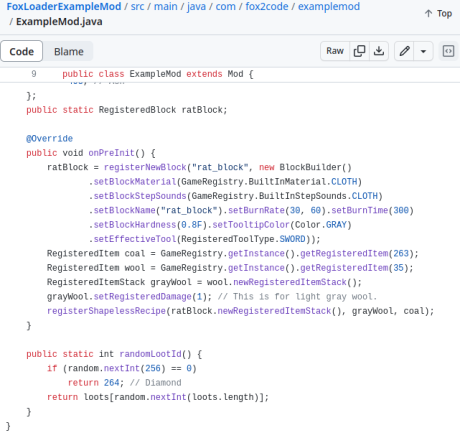 FoxLoaderExampleMod / src / main / java / com / fox2code / examplemod
/ ExampleMod.java
Top
Code Blame Raw
9 public class ExampleMod extends Mod {
};
public static RegisteredBlock ratBlock;
@Override
public void onPreInit() {
ratBlock = registerNewBlock("rat_block", new BlockBuilder()
.setBlockMaterial(GameRegistry.BuiltInMaterial.CLOTH)
.setBlockStepSounds(GameRegistry.BuiltInStepSounds.CLOTH)
.setBlockName("rat_block").setBurnRate(30, 60).setBurnTime(300)
.setBlockHardness(0.8F).setTooltipColor(Color.GRAY)
.setEffectiveTool(RegisteredToolType.SWORD));
RegisteredItem coal = GameRegistry.getInstance().getRegisteredItem(263);
RegisteredItem wool = GameRegistry.getInstance().getRegisteredItem(35);
RegisteredItemStack grayWool = wool.newRegisteredItemStack();
grayWool.setRegisteredDamage(1); // This is for light gray wool.
registerShapelessRecipe(ratBlock.newRegisteredItemStack(), grayWool, coal);
}
public static int randomLootId() {
if (random.nextInt(256) == 0)
return 264; // Diamond
return loots[random.nextInt(loots.length)];
}
}